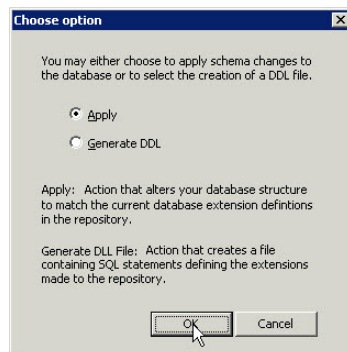 Choose option
You may either choose to apply schema changes to
the database or to select the creation of a DDL file.
Apply
Generate DDL
Apply: Action that alters your database structure
to match the current database extension defintions
in the repository.
Generate DLL File: Action that creates a file
containing SQL statements defining the extensions
made to the repository.
OK
Cancel